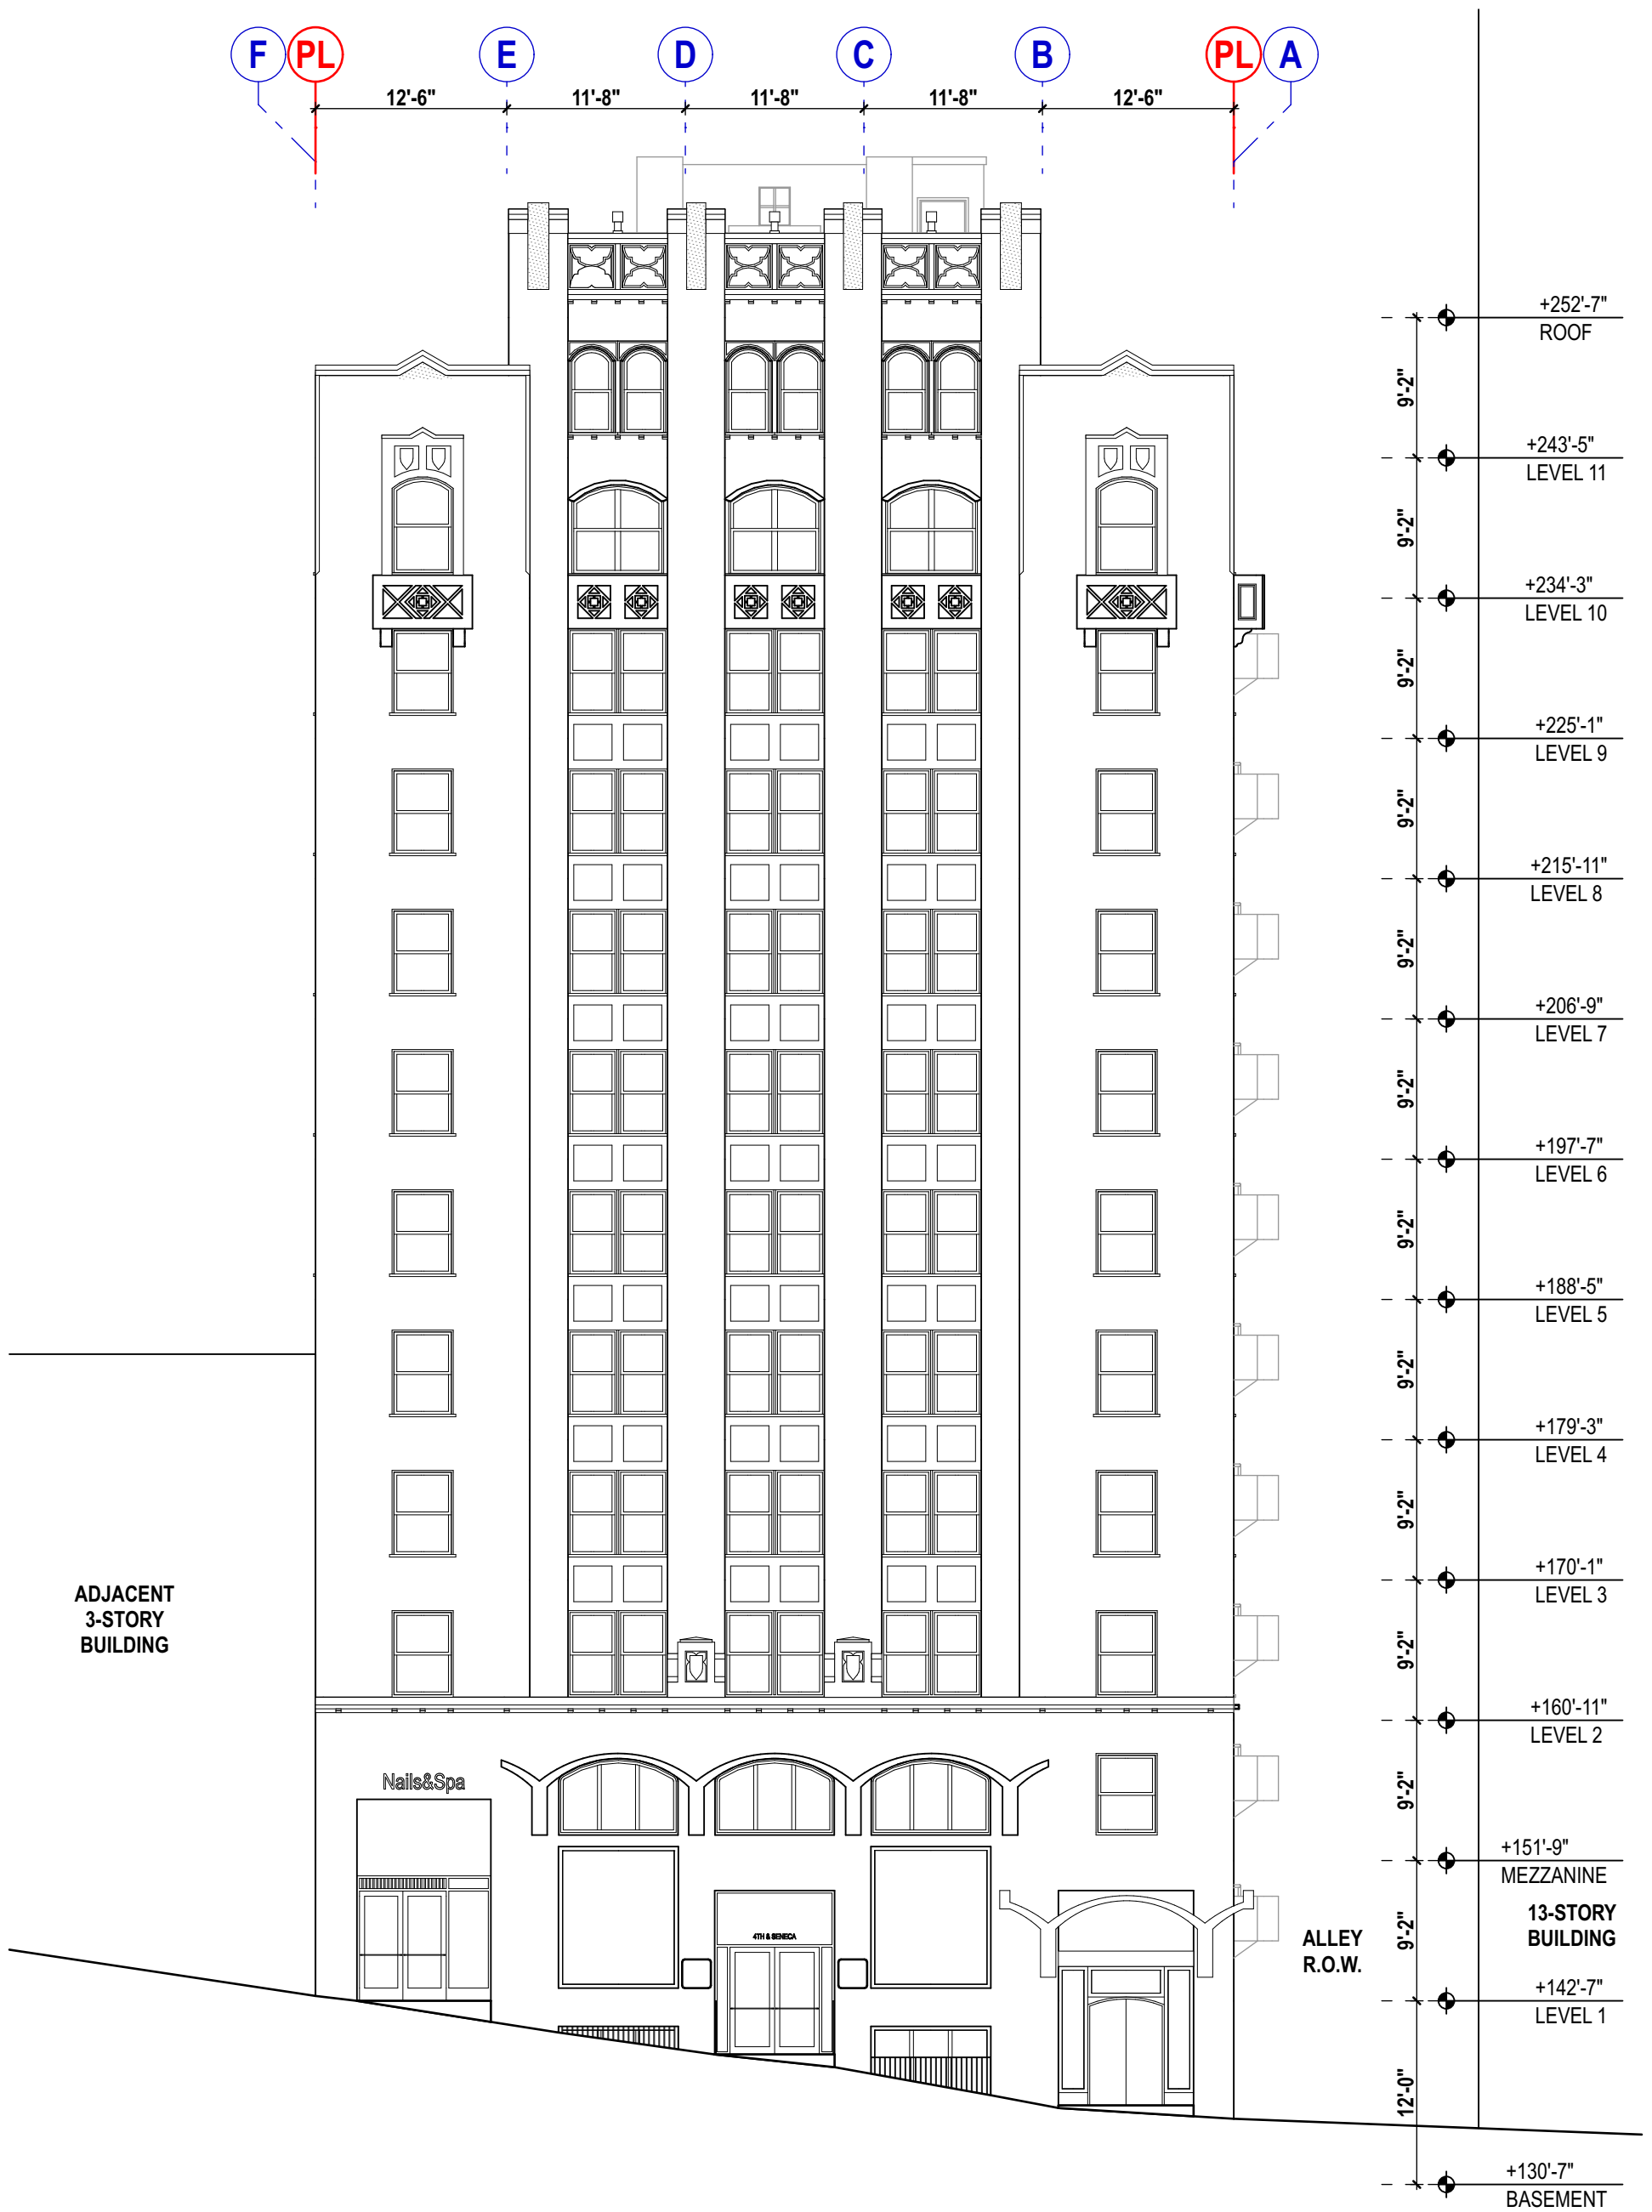 F
PL
E
D
C
B
PL
A
12'-6"
11'-8"
11'-8"
11'-8"
12'-6"
+252'-7"
ROOF
9'-2"
+243'-5"
LEVEL 11
9'-2"
+234'-3"
LEVEL 10
9'-2"
+225'-1"
LEVEL 9
9'-2"
+215'-11"
LEVEL 8
9'-2"
+206'-9"
LEVEL 7
9'-2"
+197'-7"
LEVEL 6
9'-2"
+188'-5"
LEVEL 5
9'-2"
+179'-3"
LEVEL 4
9'-2"
+170'-1"
LEVEL 3
ADJACENT
3-STORY
BUILDING
9'-2"
+160'-11"
LEVEL 2
Nails&Spa
9'-2"
+151'-9"
MEZZANINE
13-STORY
BUILDING
4TH & SENECA
ALLEY
R.O.W.
9'-2"
+142'-7"
LEVEL 1
12'-0"
+130'-7"
BASEMENT